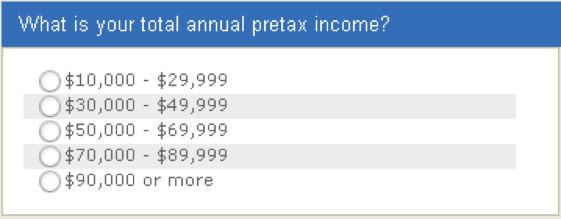 What is your total annual pretax income?
$10,000 - $29,999
$30,000 - $49,999
$50,000 - $69,999
$70,000 - $89,999
$90,000 or more